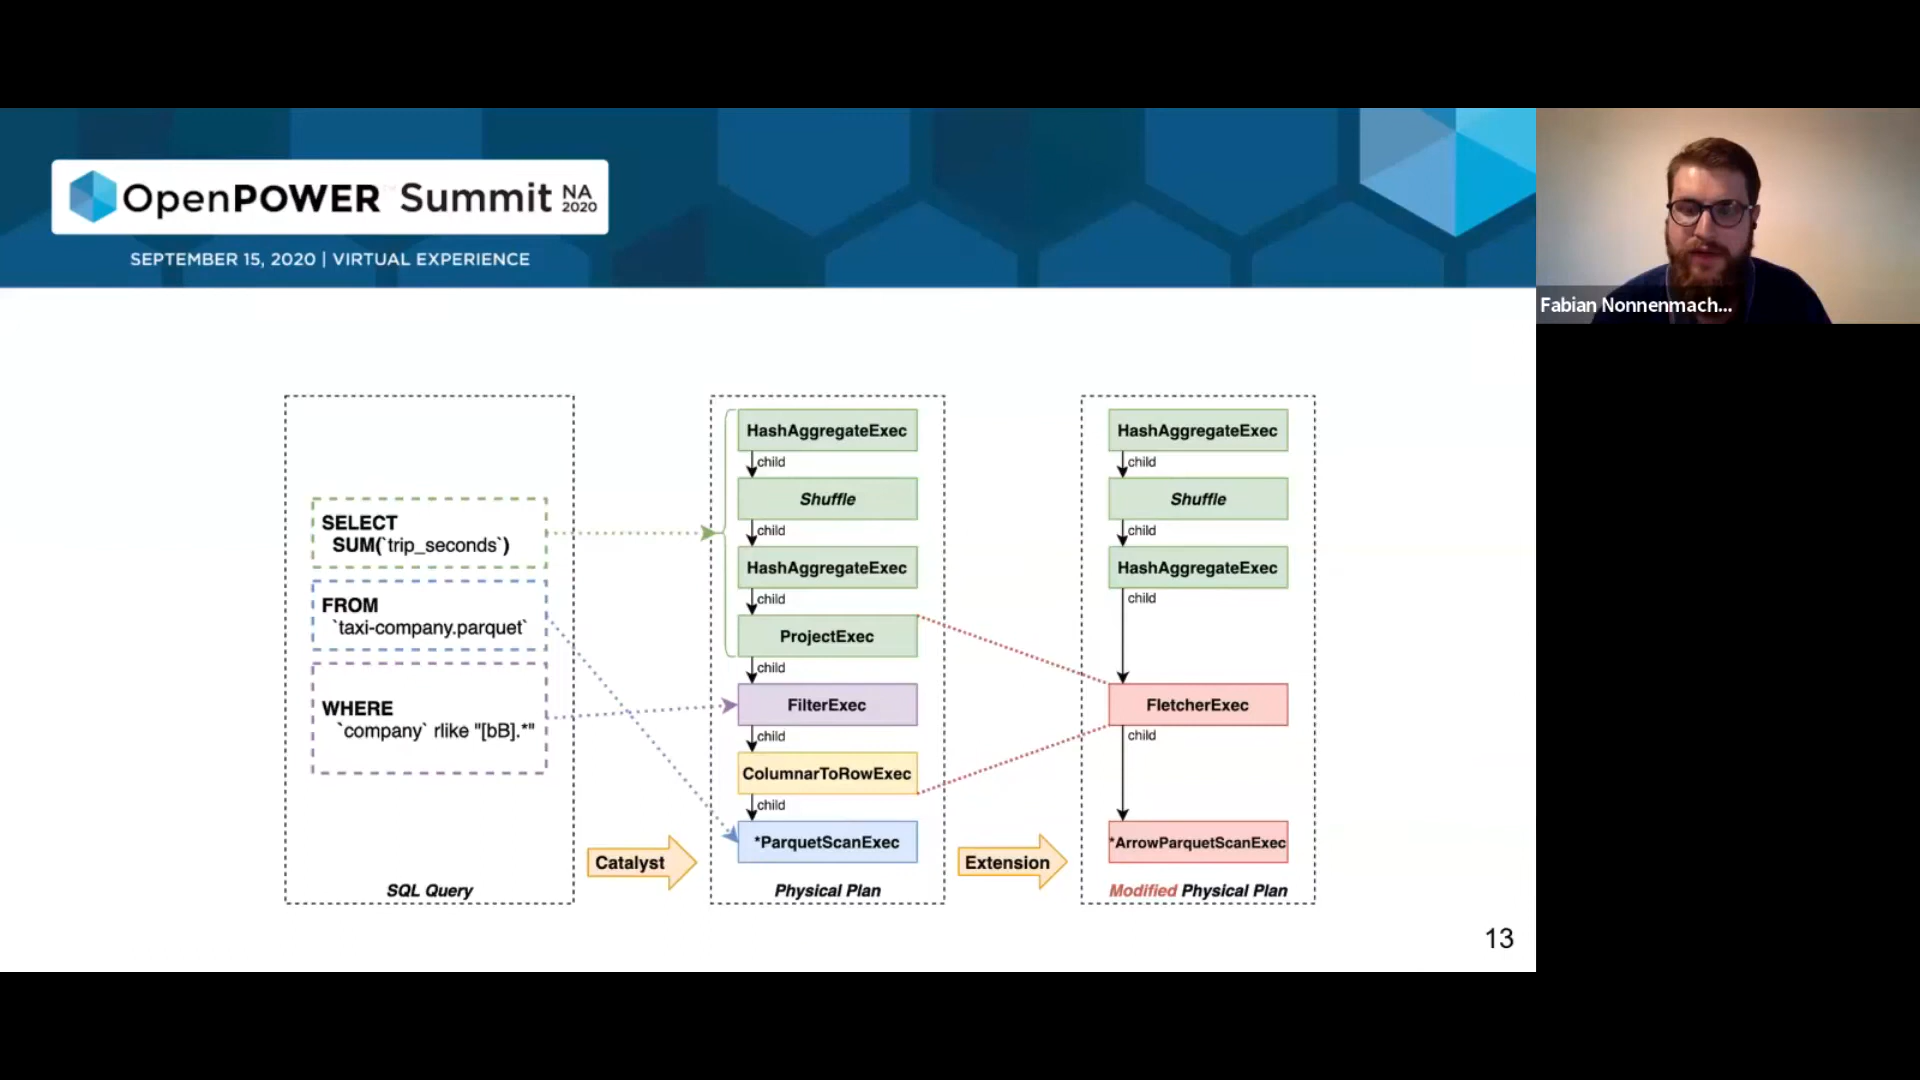 OpenPOWER™ Summit NA 2020
SEPTEMBER 15, 2020 | VIRTUAL EXPERIENCE
Fabian Nonnenmach...
SELECT
SUM(`trip_seconds`)
FROM
`taxi-company.parquet`
WHERE
`company` rlike "[bB].*"
SQL Query
Catalyst
HashAggregateExec
child
Shuffle
child
HashAggregateExec
child
ProjectExec
child
FilterExec
child
ColumnarToRowExec
child
*ParquetScanExec
Physical Plan
Extension
HashAggregateExec
child
Shuffle
child
HashAggregateExec
child
FletcherExec
child
*ArrowParquetScanExec
Modified Physical Plan
13